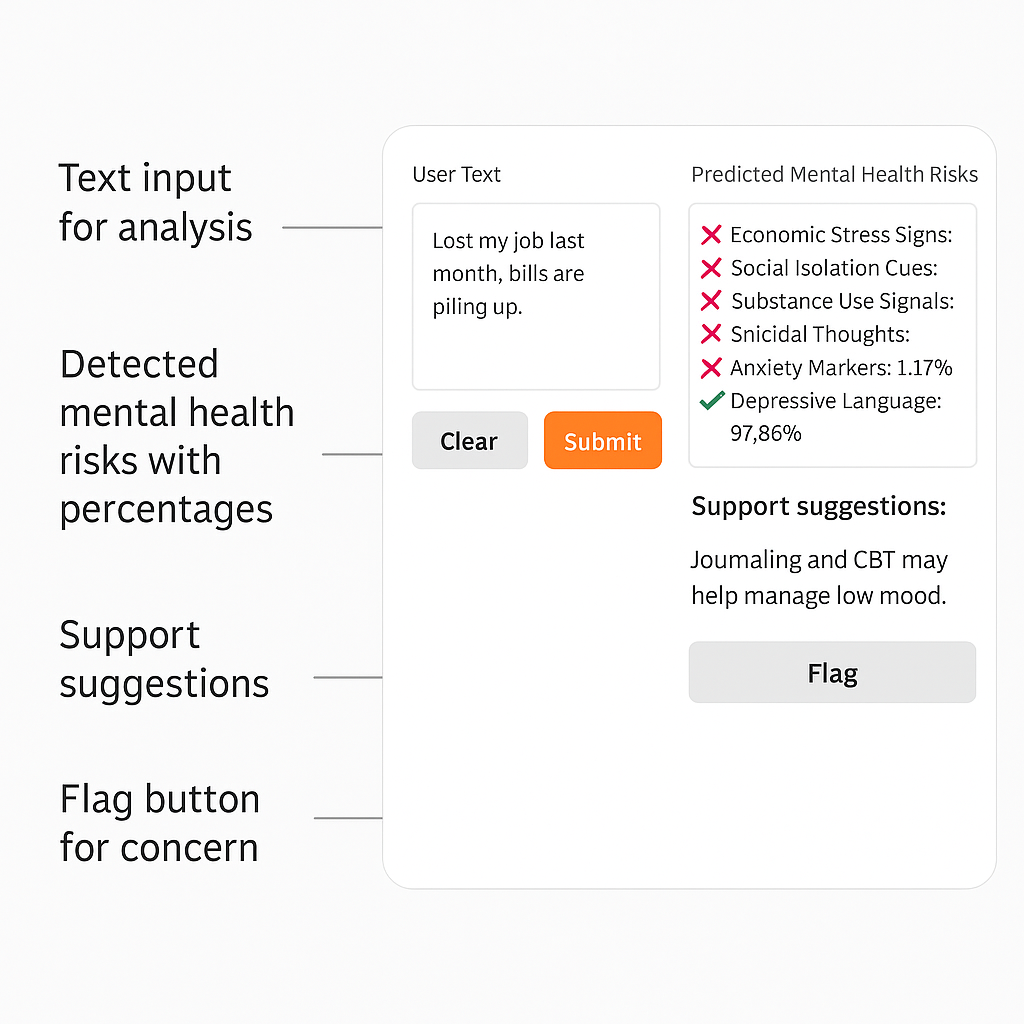 Text input
for analysis
Detected
mental health
risks with
percentages
Support
suggestions
Flag button
for concern
User Text
Lost my job last
month, bills are
piling up.
Clear
Submit
Predicted Mental Health Risks
Economic Stress Signs:
Social Isolation Cues:
Substance Use Signals:
Snicidal Thoughts:
Anxiety Markers: 1.17%
Depressive Language:
97,86%
Support suggestions:
Joumaling and CBT may
help manage low mood.
Flag